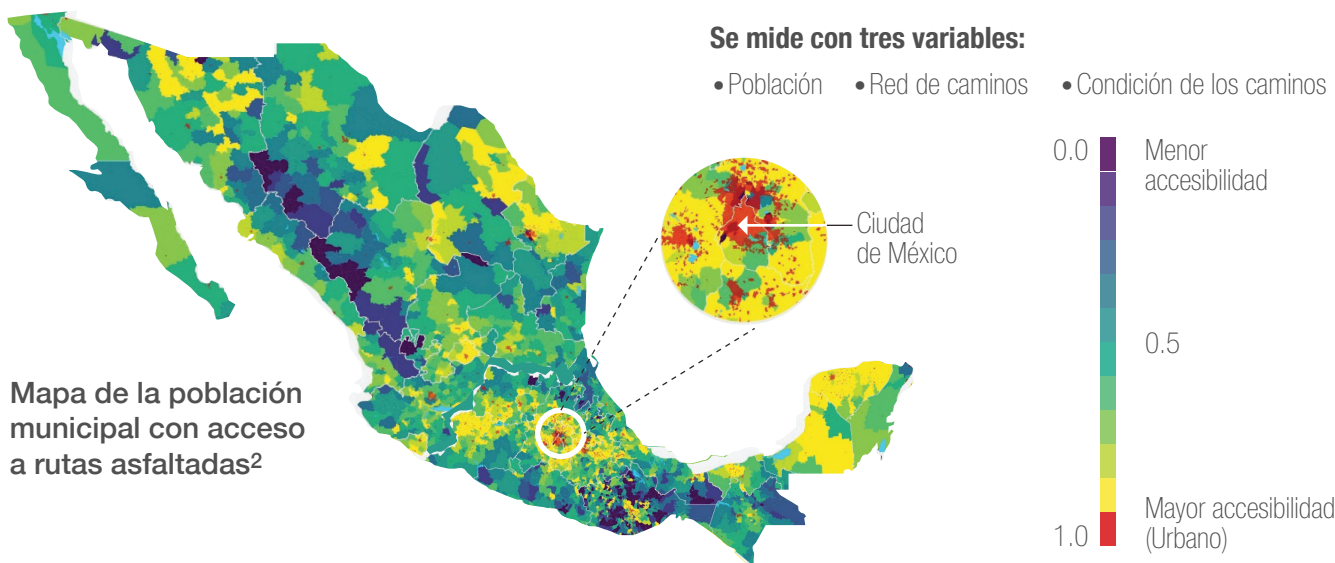 Se mide con tres variables:
• Población • Red de caminos • Condición de los caminos
0.0
Menor
accesibilidad
Ciudad
de México
0.5
Mapa de la población
municipal con acceso
a rutas asfaltadas²
Mayor accesibilidad
(Urbano)
1.0